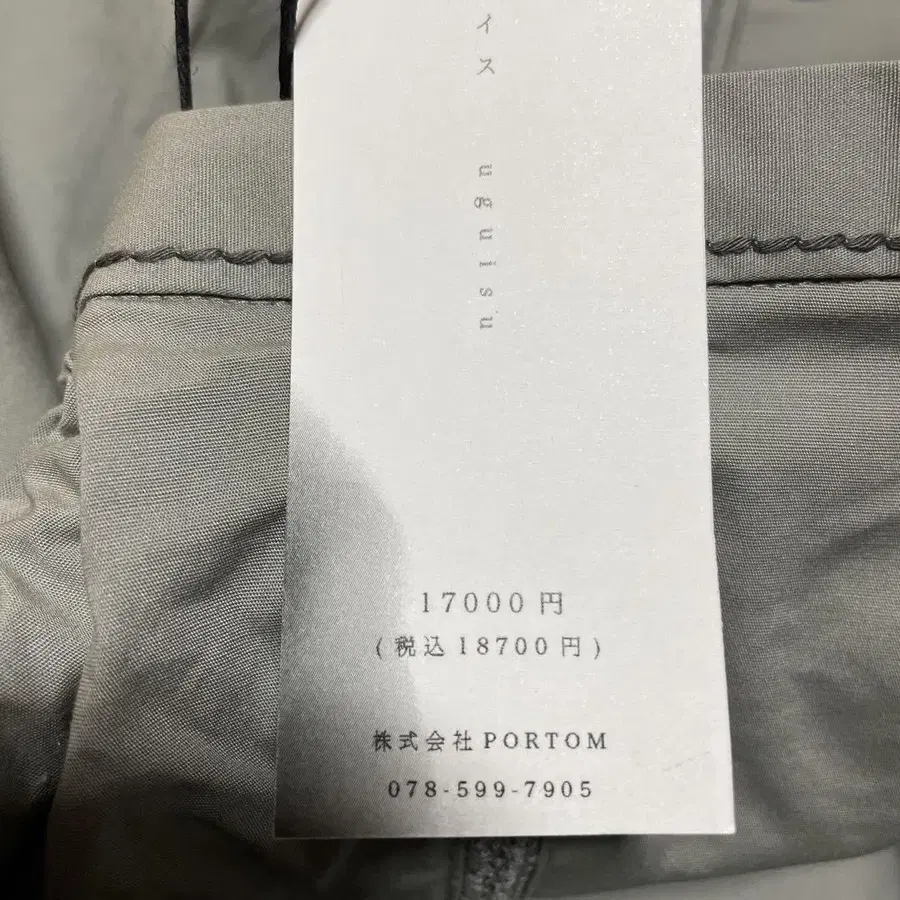 イス uguisu
17000円
(税込18700円)
株式会社PORTOM
078-599-7905